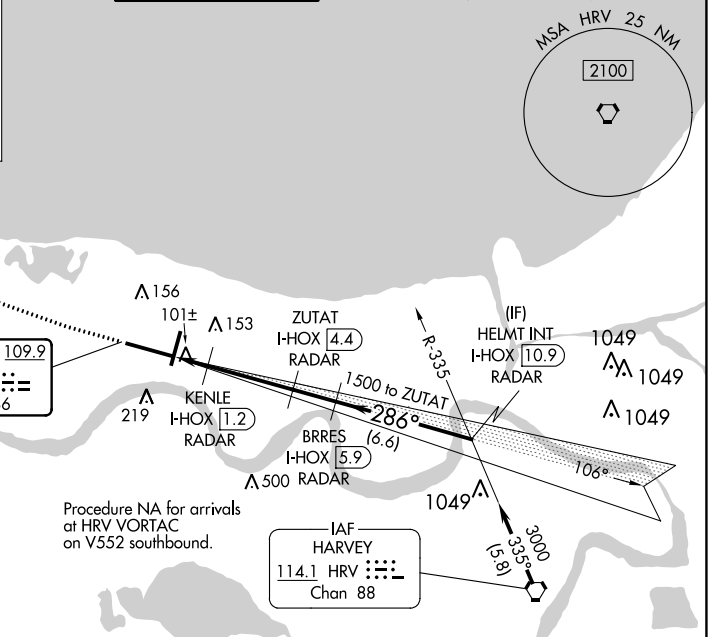 MSA HRV 25 NM
2100
156
101±
153
109.9
219
KENLE
I-HOX 1.2
RADAR
ZUTAT
I-HOX 4.4
RADAR
BRRES
I-HOX 5.9
RADAR
500
1500 to ZUTAT
286°
(6.6)
R-335
(IF)
HELMT INT
I-HOX 10.9
RADAR
1049
1049
1049
106°
1049
3000
335°
(5.8)
Procedure NA for arrivals
at HRV VORTAC
on V552 southbound.
IAF
HARVEY
114.1 HRV
Chan 88